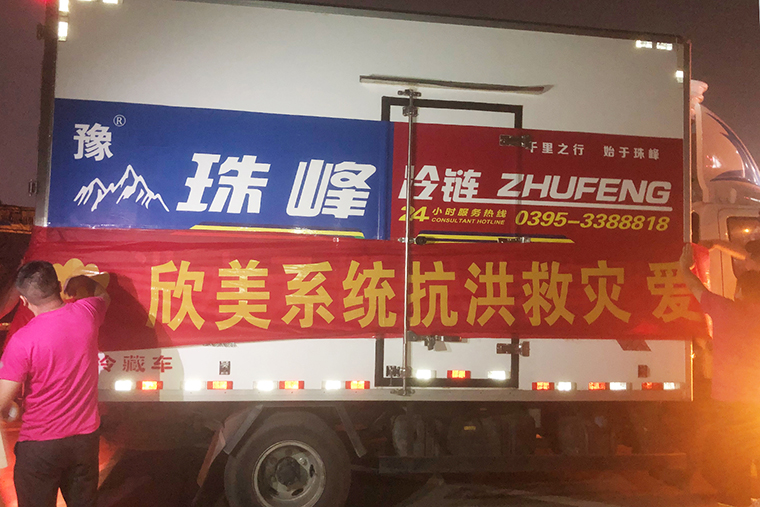 豫®
珠峰
冷链 ZHUFENG
千里之行 始于珠峰
24小时服务热线
CONSULTANT HOTLINE
0395-3388818
欣美系统抗洪救灾 爱
冷藏车